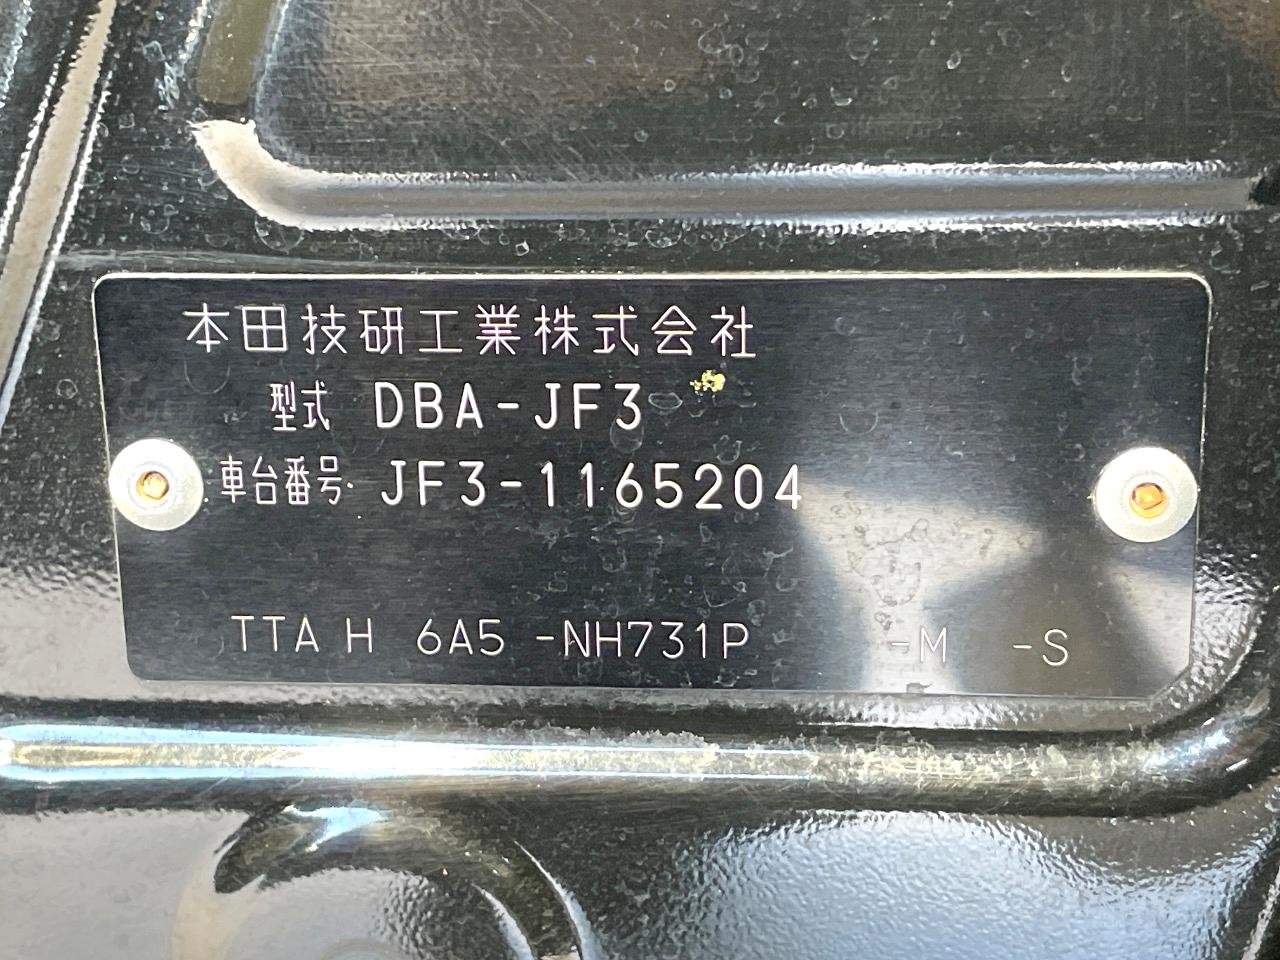 本田技研工業株式会社
型式 DBA-JF3
車台番号 JF3-1165204
TTA H 6A5 -NH731P -M -S